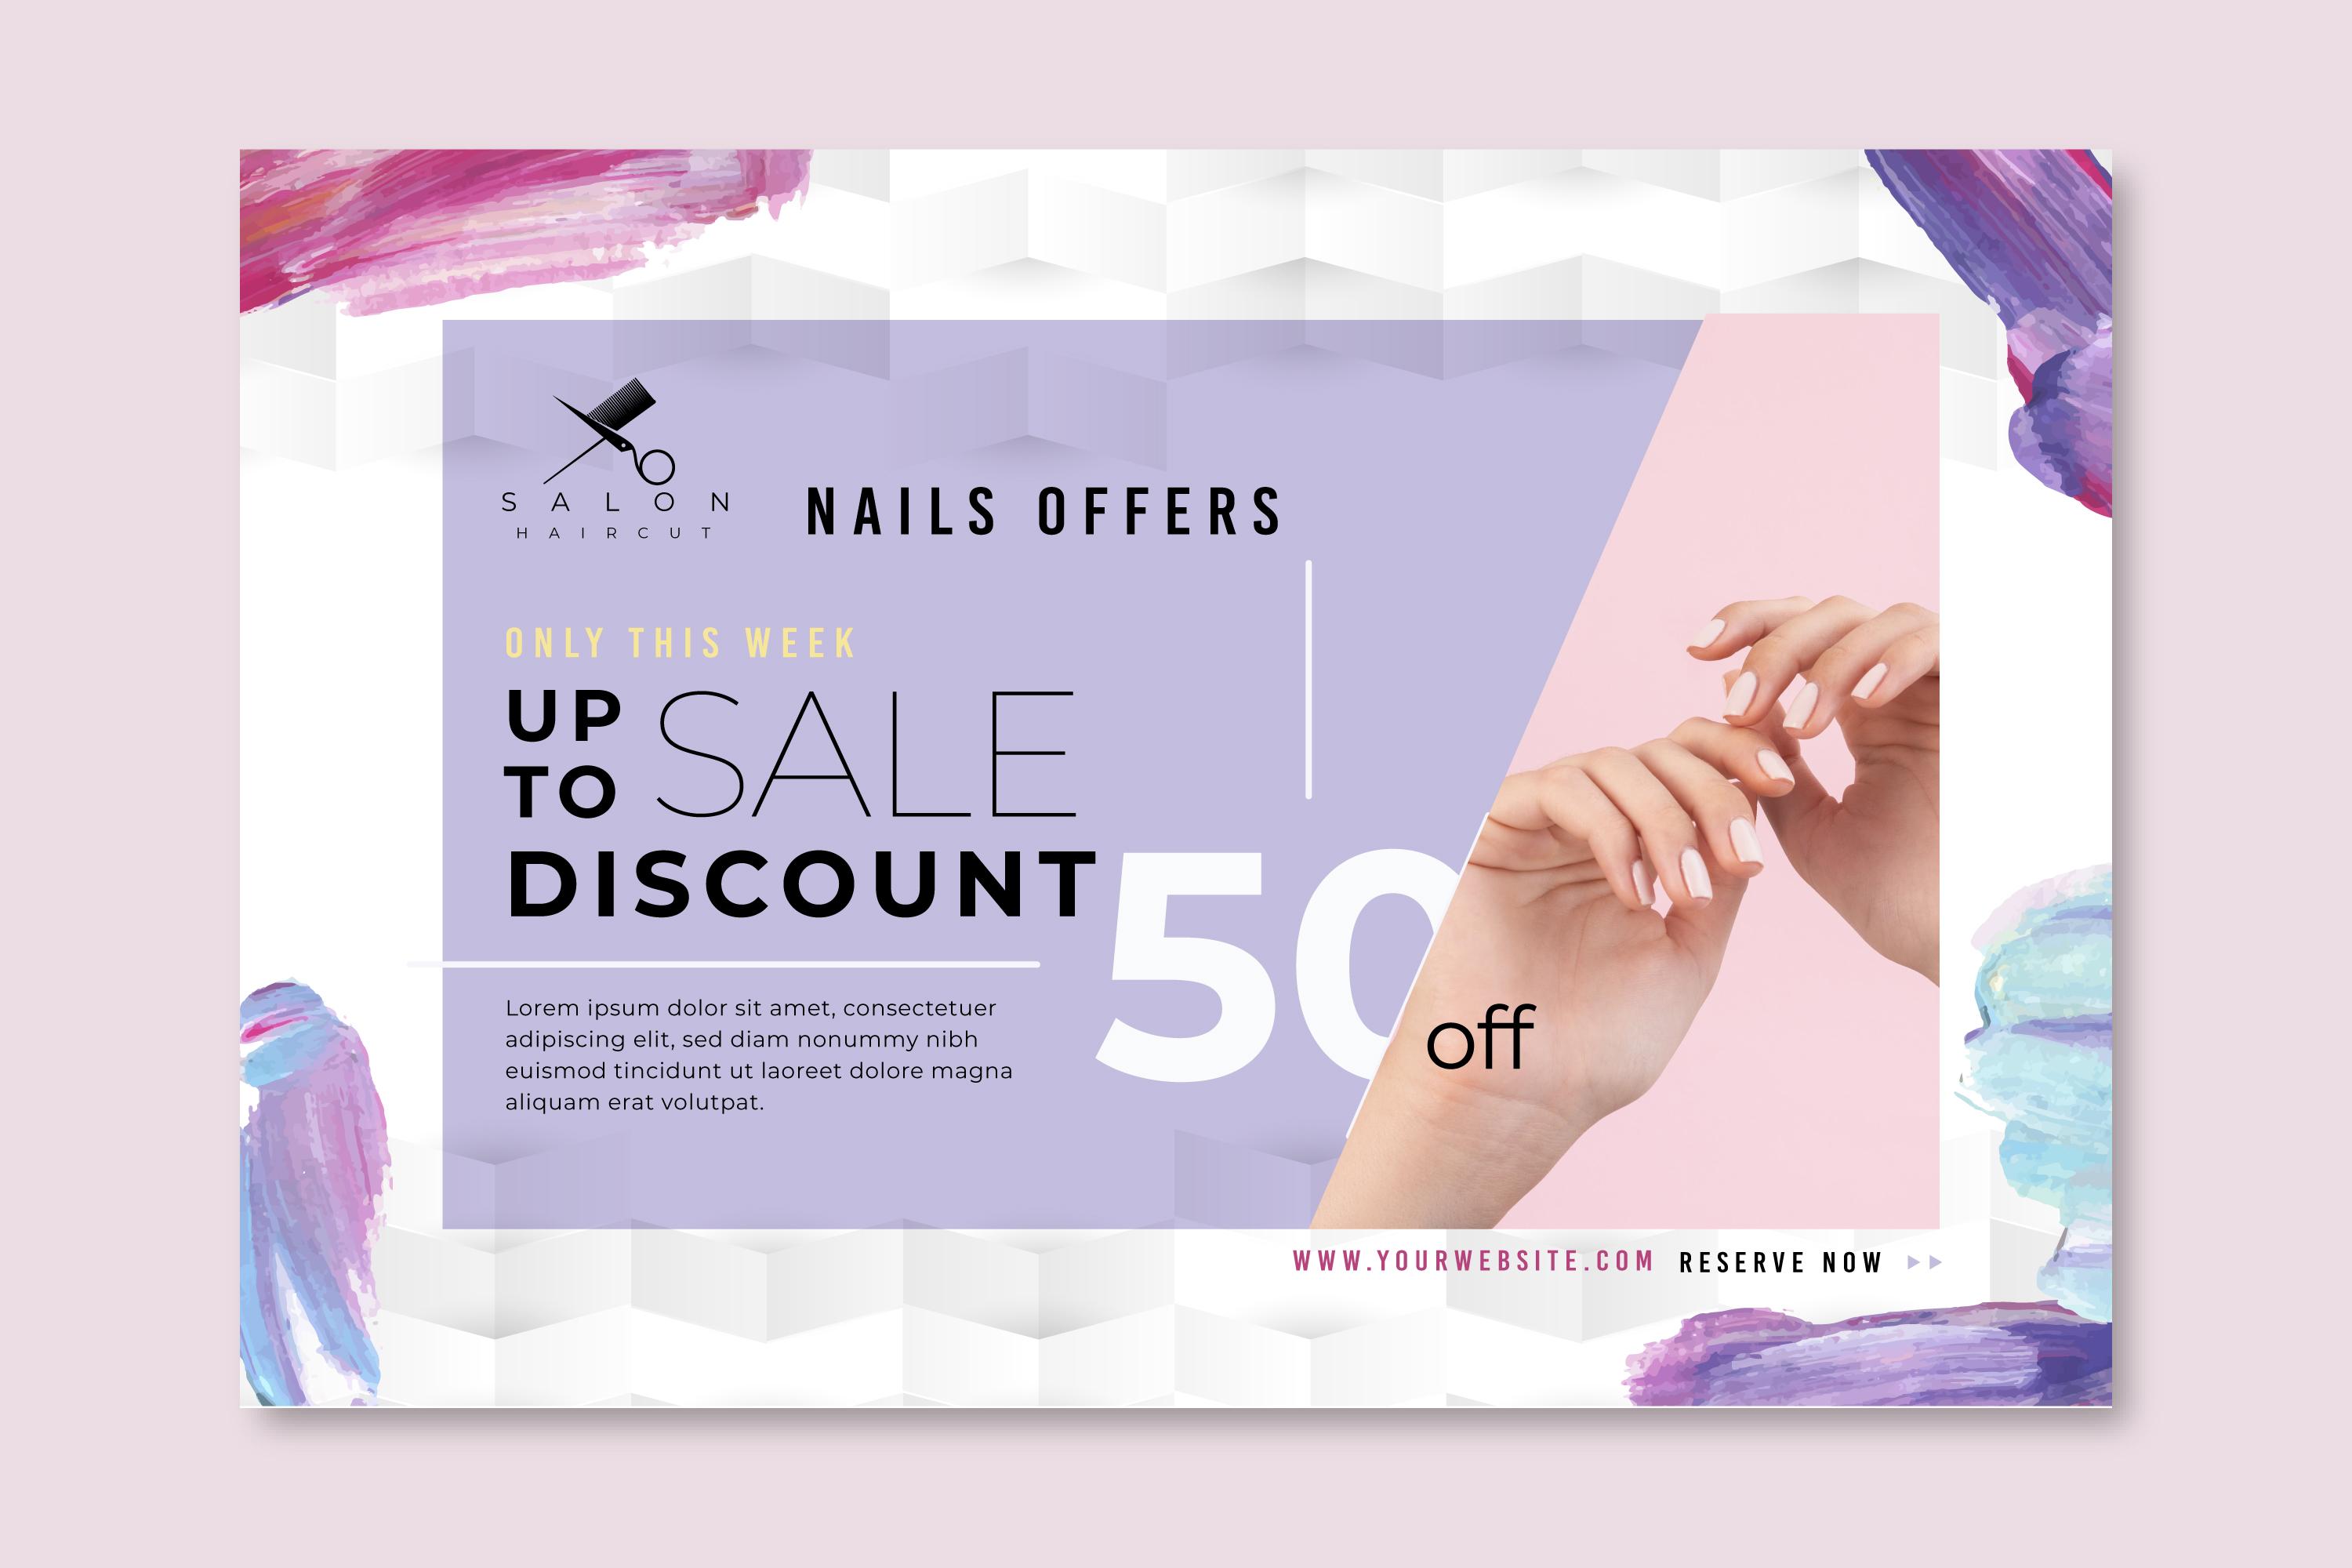 SALON
HAIRCUT
NAILS OFFERS
ONLY THIS WEEK
UP
TO
SALE
DISCOUNT
50
off
Lorem ipsum dolor sit amet, consectetuer
adipiscing elit, sed diam nonummy nibh
euismod tincidunt ut laoreet dolore magna
aliquam erat volutpat.
WWW.YOURWEBSITE.COM RESERVE NOW